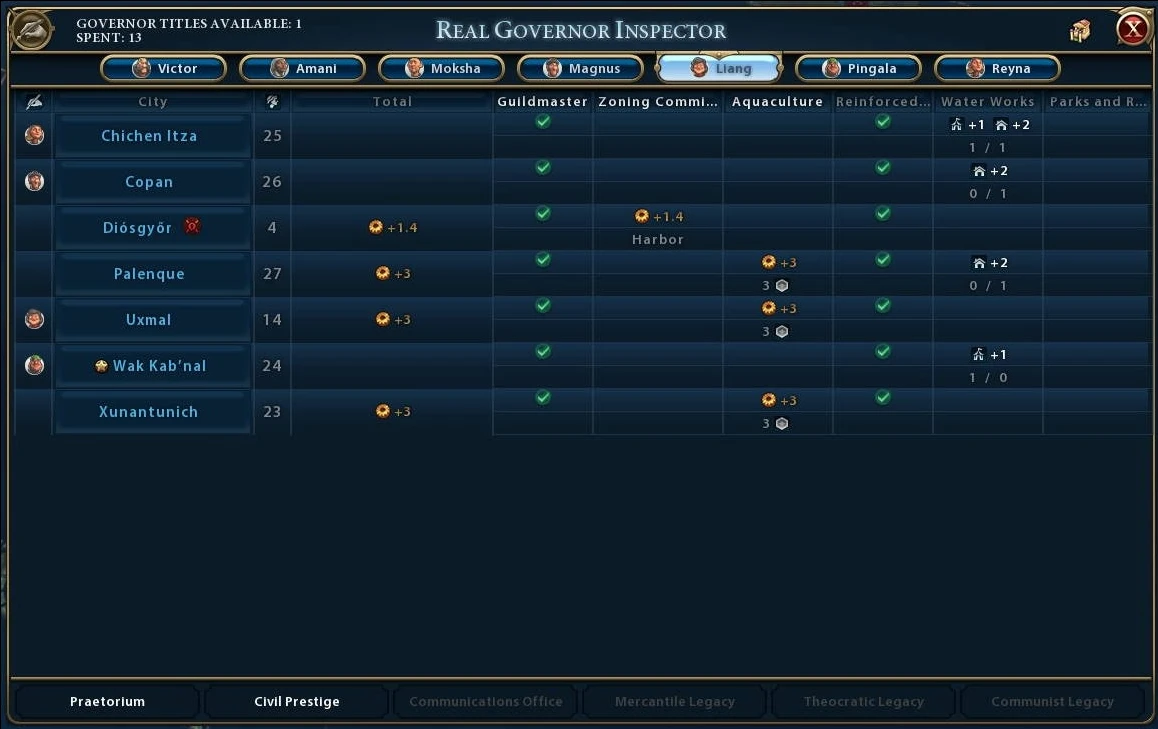 GOVERNOR TITLES AVAILABLE: 1
SPENT: 13
REAL GOVERNOR INSPECTOR
X
Victor Amani Moksha Magnus Liang Pingala Reyna
City Total Guildmaster Zoning Commi... Aquaculture Reinforced... Water Works Parks and R...
Chichen Itza 25 +1 +2
1 / 1
Copan 26 +2
0 / 1
Diósgyőr 4 +1.4 +1.4
Harbor
Palenque 27 +3 +3 +2
3 0 / 1
Uxmal 14 +3 +3
3
Wak Kab'nal 24 +1
1 / 0
Xunantunich 23 +3 +3
3
Praetorium Civil Prestige Communications Office Mercantile Legacy Theocratic Legacy Communist Legacy